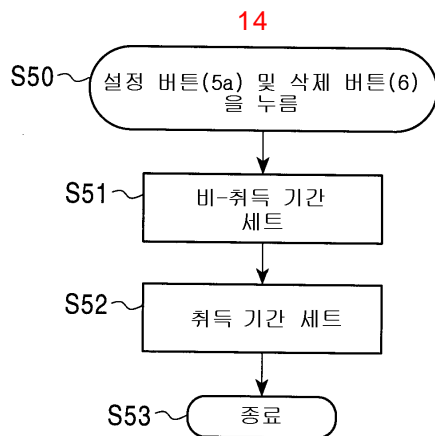 14
S50
설정 버튼(5a) 및 삭제 버튼(6)
을 누름
S51
비-취득 기간
세트
S52
취득 기간 세트
S53
종료